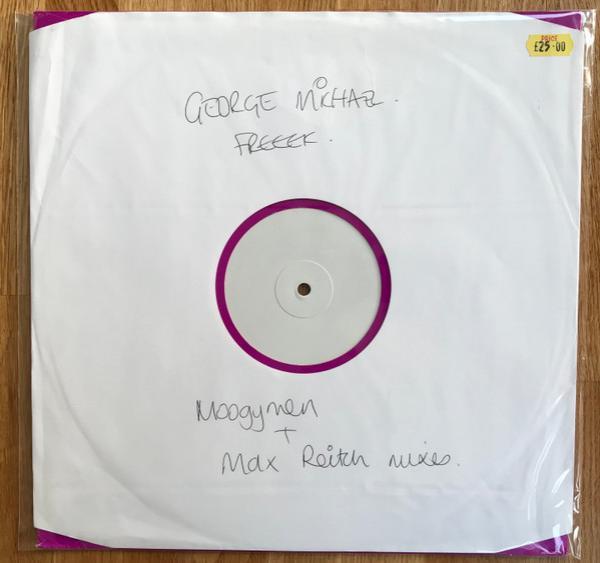 PRICE
£25·00
GEORGE MICHAEL.
FREEEK.
Moogymen
+
Max Reitch mixes.